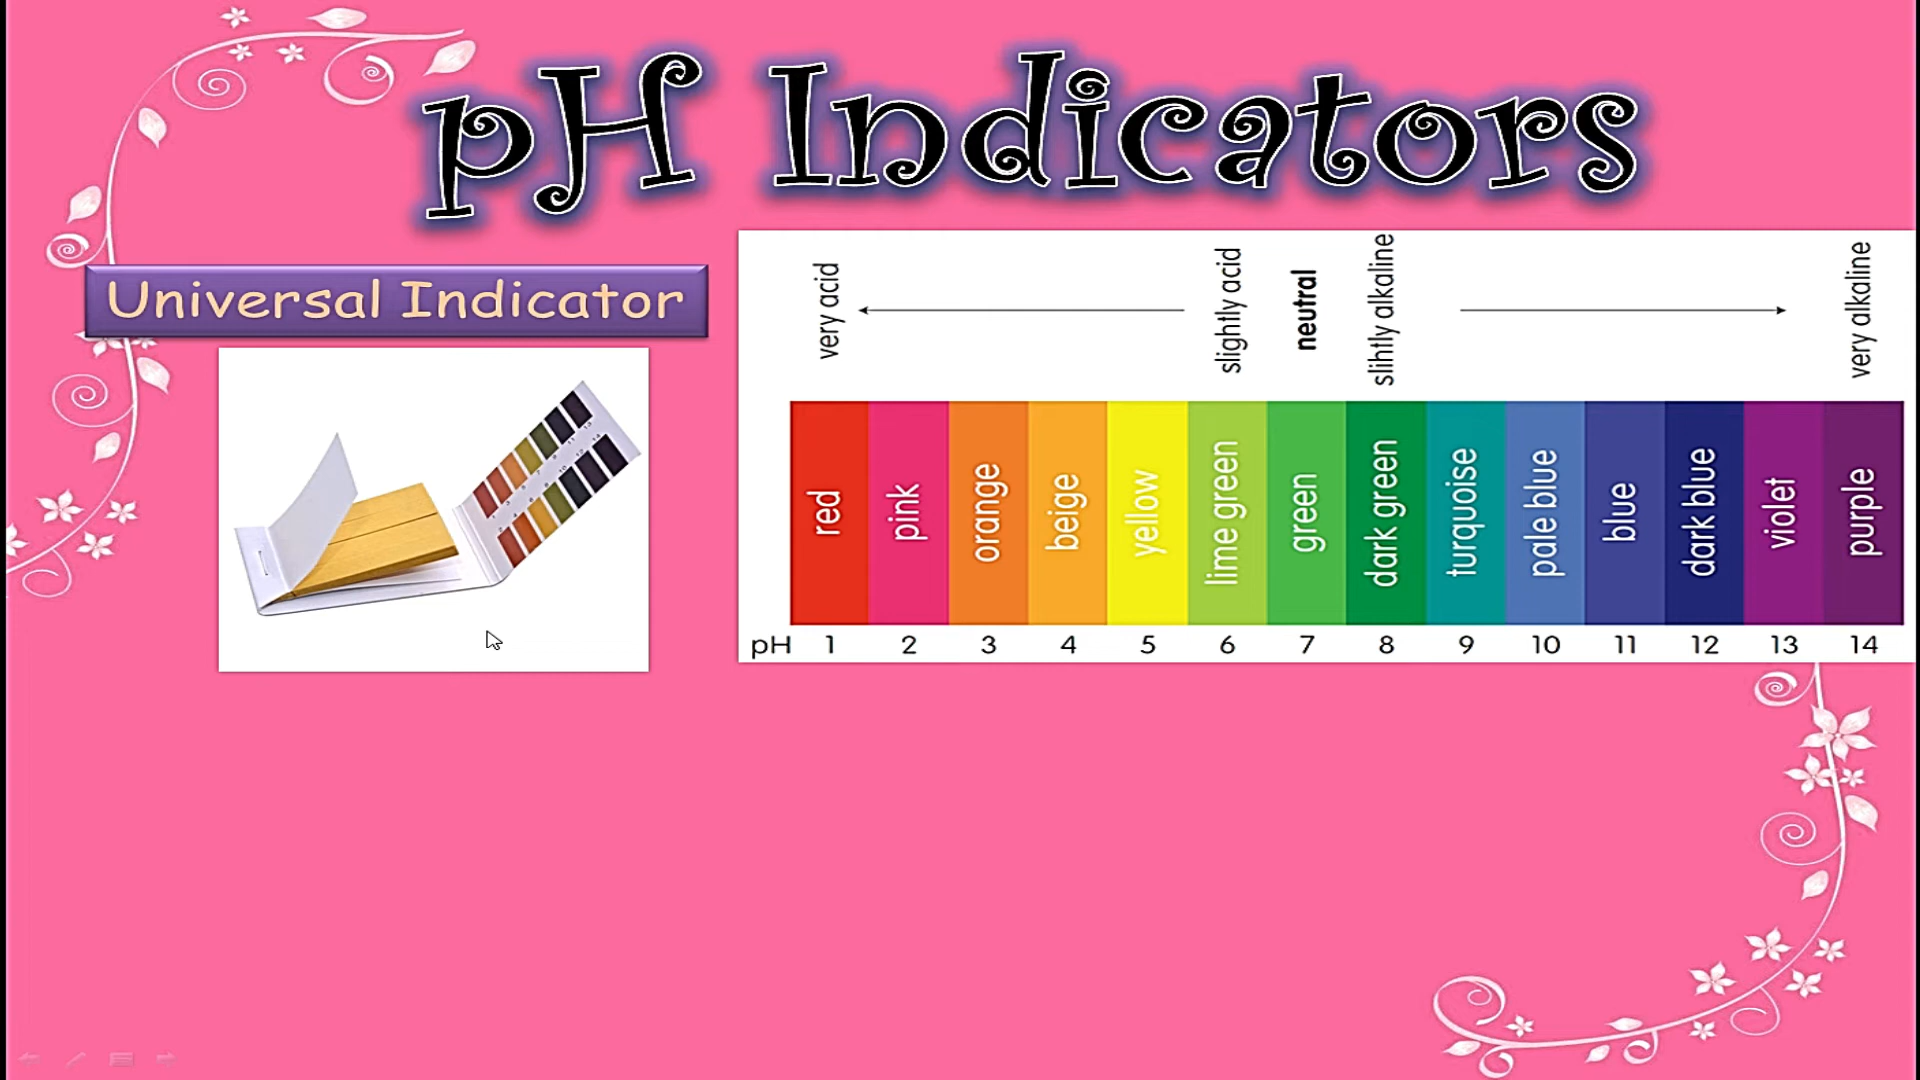 pH Indicators
Universal Indicator
very acid
slightly acid
neutral
slihtly alkaline
very alkaline
red
pink
orange
beige
yellow
lime green
green
dark green
turquoise
pale blue
blue
dark blue
violet
purple
pH 1 2 3 4 5 6 7 8 9 10 11 12 13 14